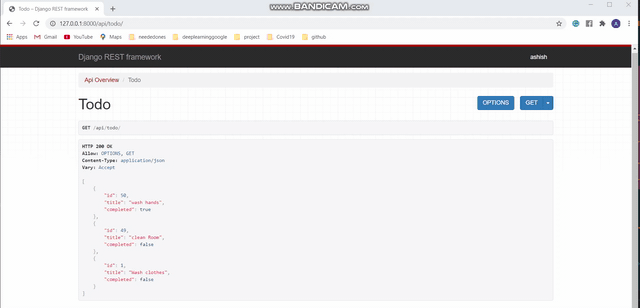 www.BANDICAM.com
Todo – Django REST framework
127.0.0.1:8000/api/todo/
Apps Gmail YouTube Maps neededones deeplearninggoogle project Covid19 github
Django REST framework ashish
Api Overview / Todo
Todo OPTIONS GET
GET /api/todo/
HTTP 200 OK
Allow: OPTIONS, GET
Content-Type: application/json
Vary: Accept
[
{
"id": 50,
"title": "wash hands",
"completed": true
},
{
"id": 49,
"title": "clean Room",
"completed": false
},
{
"id": 1,
"title": "Wash clothes",
"completed": false
}
]